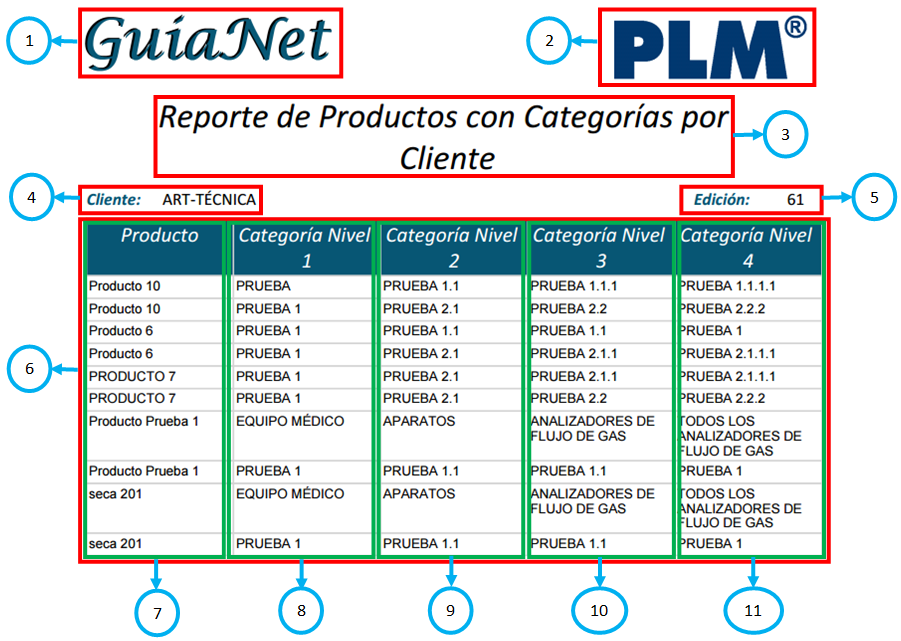 1
GuíaNet
2
PLM®
Reporte de Productos con Categorías por
Cliente
3
4
Cliente: ART-TÉCNICA
Edición: 61
5
Producto Categoría Nivel 1 Categoría Nivel 2 Categoría Nivel 3 Categoría Nivel 4
Producto 10 PRUEBA PRUEBA 1.1 PRUEBA 1.1.1 PRUEBA 1.1.1.1
Producto 10 PRUEBA 1 PRUEBA 2.1 PRUEBA 2.2 PRUEBA 2.2.2
Producto 6 PRUEBA 1 PRUEBA 1.1 PRUEBA 1.1 PRUEBA 1
Producto 6 PRUEBA 1 PRUEBA 2.1 PRUEBA 2.1.1 PRUEBA 2.1.1.1
6
PRODUCTO 7 PRUEBA 1 PRUEBA 2.1 PRUEBA 2.1.1 PRUEBA 2.1.1.1
PRODUCTO 7 PRUEBA 1 PRUEBA 2.1 PRUEBA 2.2 PRUEBA 2.2.2
Producto Prueba 1 EQUIPO MÉDICO APARATOS ANALIZADORES DE FLUJO DE GAS TODOS LOS ANALIZADORES DE FLUJO DE GAS
Producto Prueba 1 PRUEBA 1 PRUEBA 1.1 PRUEBA 1.1 PRUEBA 1
seca 201 EQUIPO MÉDICO APARATOS ANALIZADORES DE FLUJO DE GAS TODOS LOS ANALIZADORES DE FLUJO DE GAS
seca 201 PRUEBA 1 PRUEBA 1.1 PRUEBA 1.1 PRUEBA 1
7 8 9 10 11